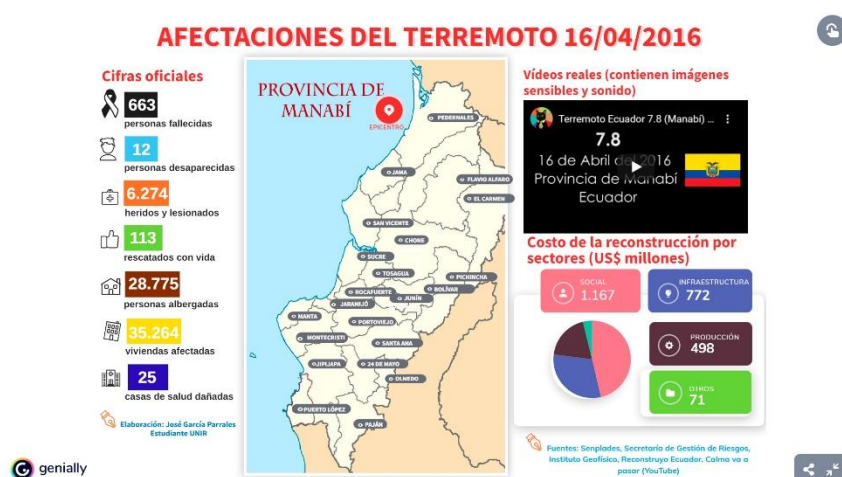 AFECTACIONES DEL TERREMOTO 16/04/2016
Cifras oficiales
663
personas fallecidas
12
personas desaparecidas
6.274
heridos y lesionados
113
rescatados con vida
28.775
personas albergadas
35.264
viviendas afectadas
25
casas de salud dañadas
Elaboración: José García Parrales
Estudiante UNIR
genially
PROVINCIA DE
MANABÍ
EPICENTRO
PEDERNALES
JAMA
FLAVIO ALFARO
EL CARMEN
SAN VICENTE
CHONE
SUCRE
TOSAGUA
PICHINCHA
BOLÍVAR
ROCAFUERTE
JUNÍN
JARAMIJÓ
MANTA
PORTOVIEJO
MONTECRISTI
SANTA ANA
JIPIJAPA
24 DE MAYO
OLMEDO
PUERTO LÓPEZ
PAJÁN
Vídeos reales (contienen imágenes
sensibles y sonido)
Terremoto Ecuador 7.8 (Manabí) ...
7.8
16 de Abril del 2016
Provincia de Manabí
Ecuador
Costo de la reconstrucción por
sectores (US$ millones)
SOCIAL
1.167
INFRAESTRUCTURA
772
PRODUCCIÓN
498
OTROS
71
Fuentes: Senplades, Secretaría de Gestión de Riesgos,
Instituto Geofísico, Reconstruyo Ecuador. Calma va a
pasar (YouTube)